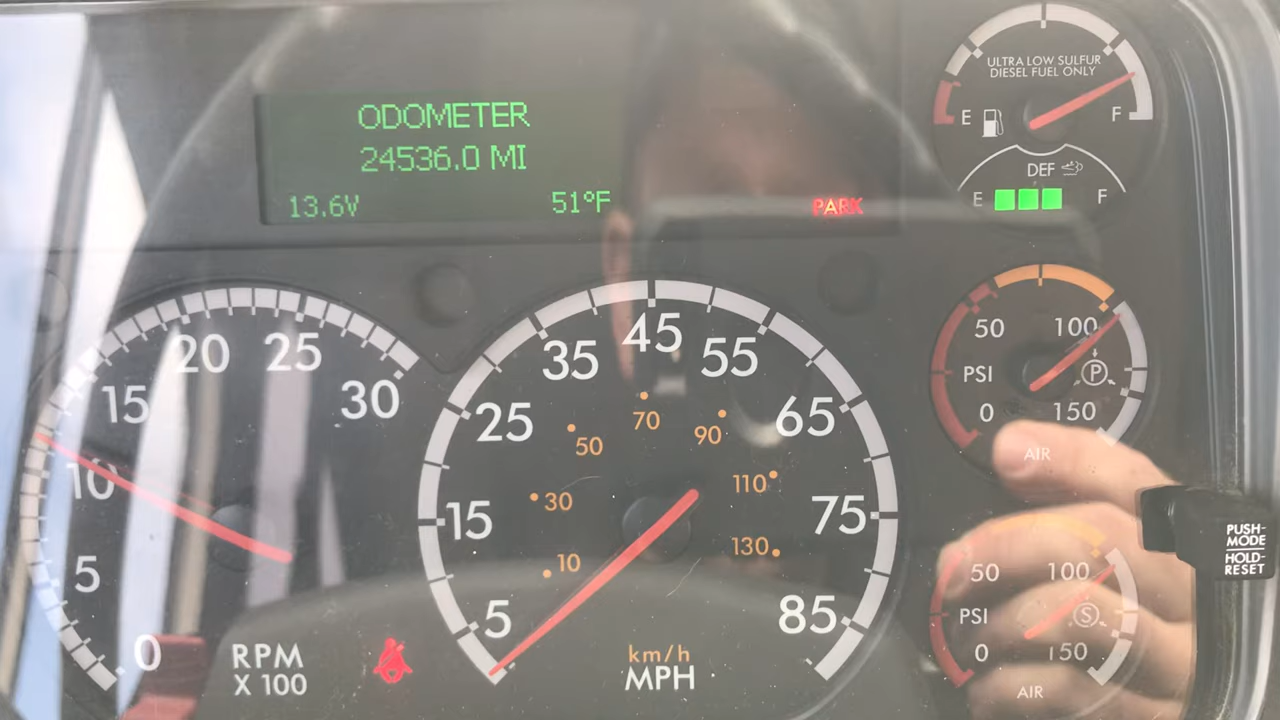 ODOMETER
24536.0 MI
13.6V 51°F PARK
ULTRA LOW SULFUR
DIESEL FUEL ONLY
E F
DEF
E F
0 5 10 15 20 25 30
RPM
X 100
5 15 25 35 45 55 65 75 85
10 30 50 70 90 110 130
km/h
MPH
50 100
PSI P
0 150
AIR
50 100
PSI S
0 150
AIR
PUSH-
MODE
HOLD-
RESET